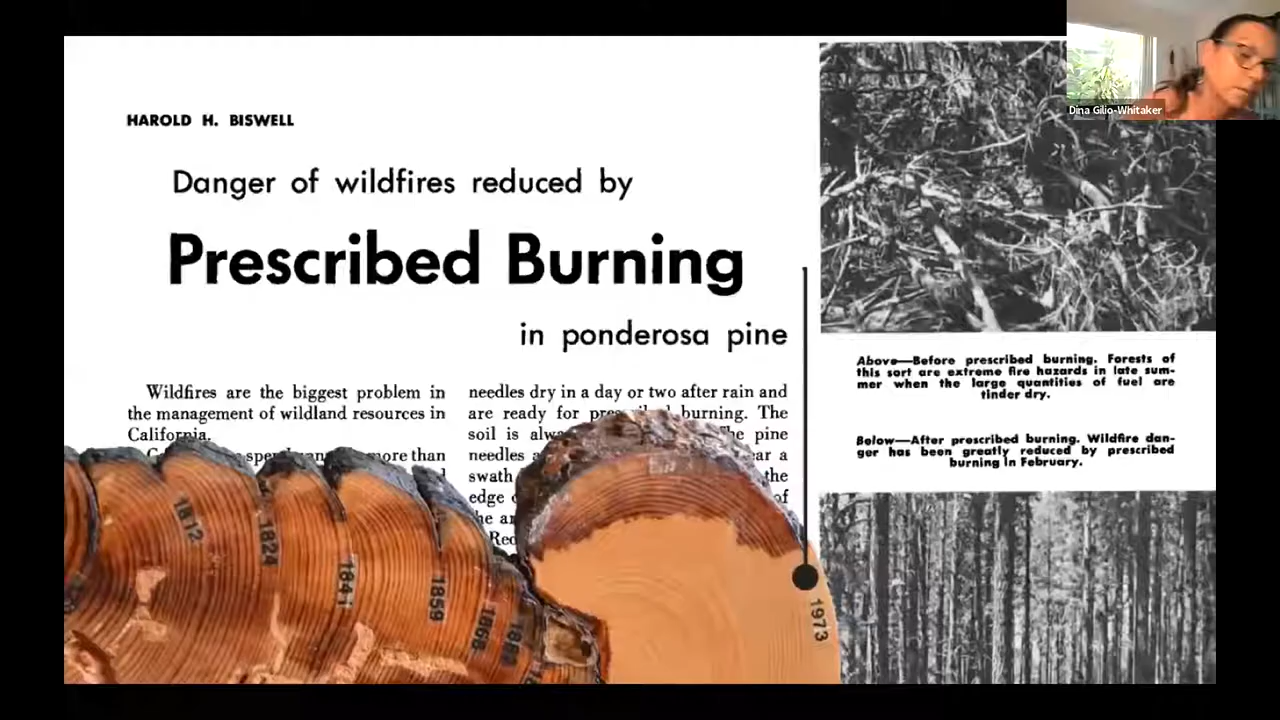 Dina Gilio-Whitaker
HAROLD H. BISWELL
Danger of wildfires reduced by
Prescribed Burning
in ponderosa pine
Wildfires are the biggest problem in
the management of wildland resources in
California.
more than
needles dry in a day or two after rain and
are ready for burning. The
soil is pine
needles a
swath the
edge of
Above—Before prescribed burning. Forests of
this sort are extreme fire hazards in late sum-
mer when the large quantities of fuel are
tinder dry.
Below—After prescribed burning. Wildfire dan-
ger has been greatly reduced by prescribed
burning in February.
1812
1824
1841
1859
1868
1973